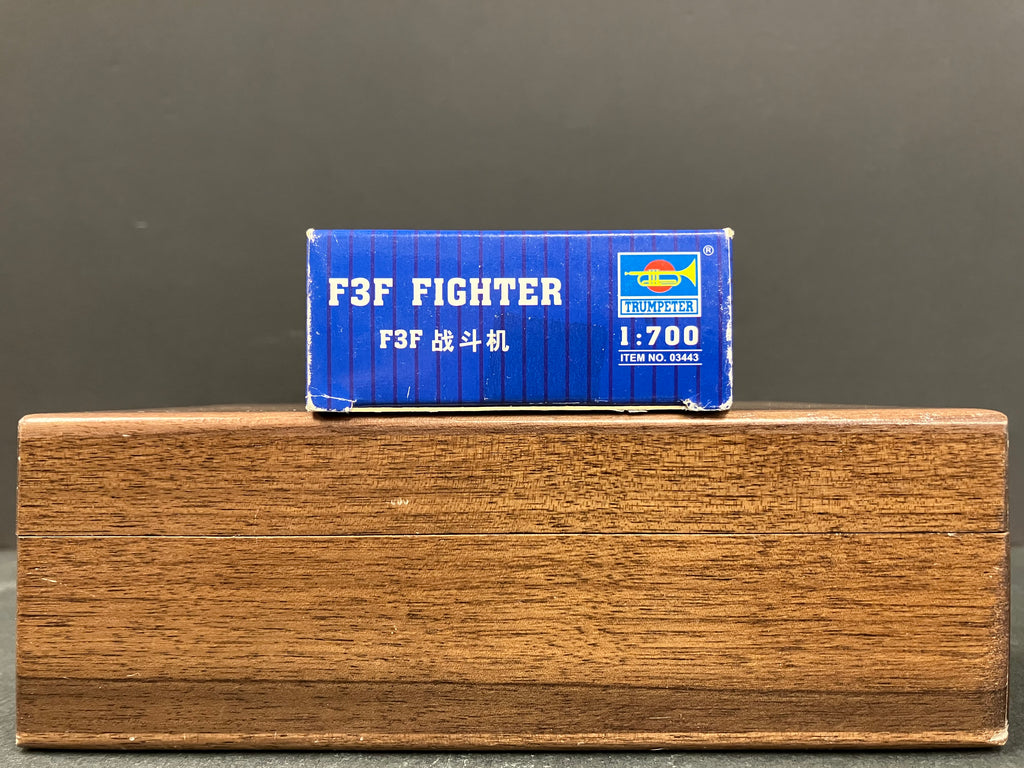 F3F FIGHTER
F3F 战斗机
®
TRUMPETER
1:700
ITEM NO. 03443